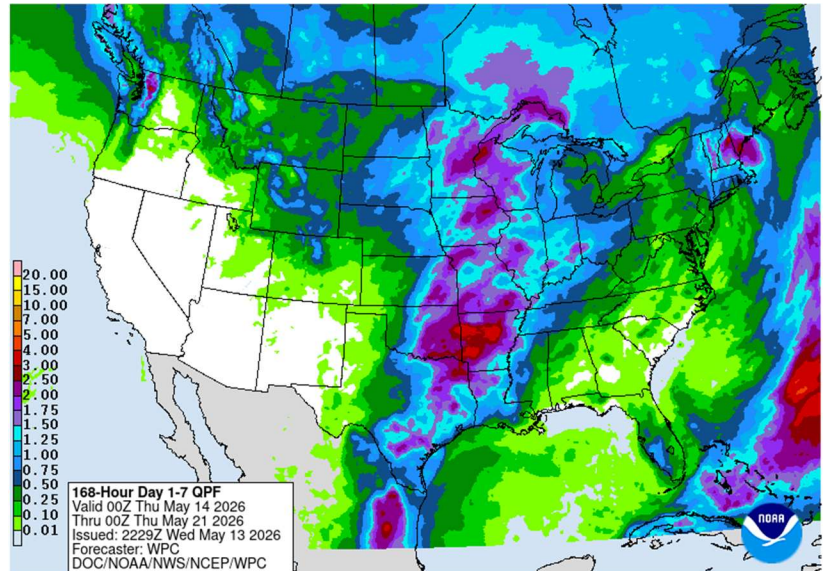 20.00
15.00
10.00
7.00
5.00
4.00
3.00
2.50
2.00
1.75
1.50
1.25
1.00
0.75
0.50
0.25
0.10
0.01
168-Hour Day 1-7 QPF
Valid 00Z Thu May 14 2026
Thru 00Z Thu May 21 2026
Issued: 2229Z Wed May 13 2026
Forecaster: WPC
DOC/NOAA/NWS/NCEP/WPC
NOAA